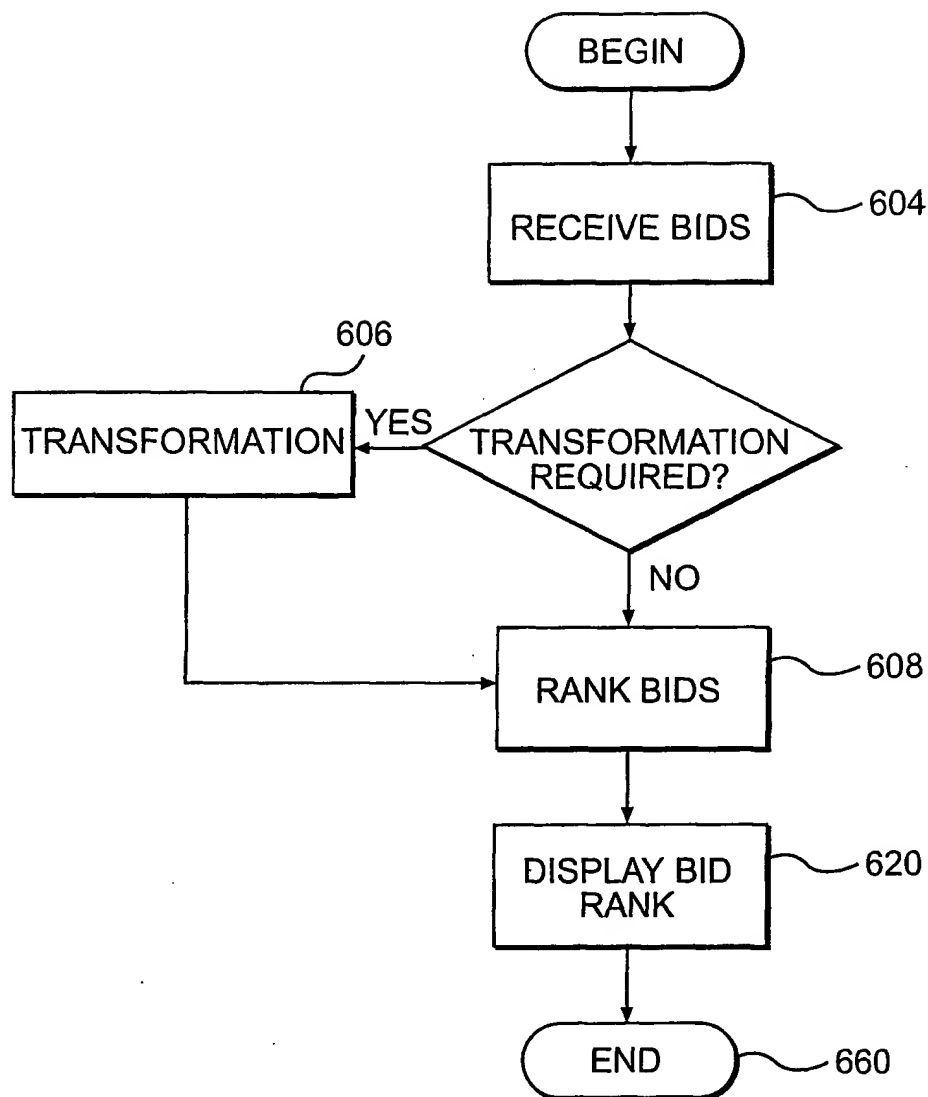 BEGIN
RECEIVE BIDS
604
606
TRANSFORMATION
YES
TRANSFORMATION
REQUIRED?
NO
RANK BIDS
608
DISPLAY BID
RANK
620
END
660